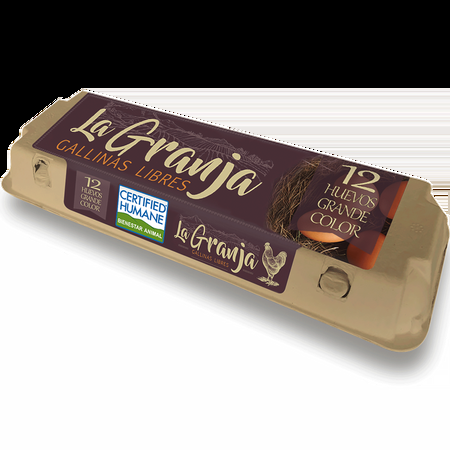 La Granja
GALLINAS LIBRES
12
HUEVOS
GRANDE
COLOR
12
HUEVOS
GRANDE
COLOR
CERTIFIED
HUMANE
BIENESTAR ANIMAL
La Granja
GALLINAS LIBRES